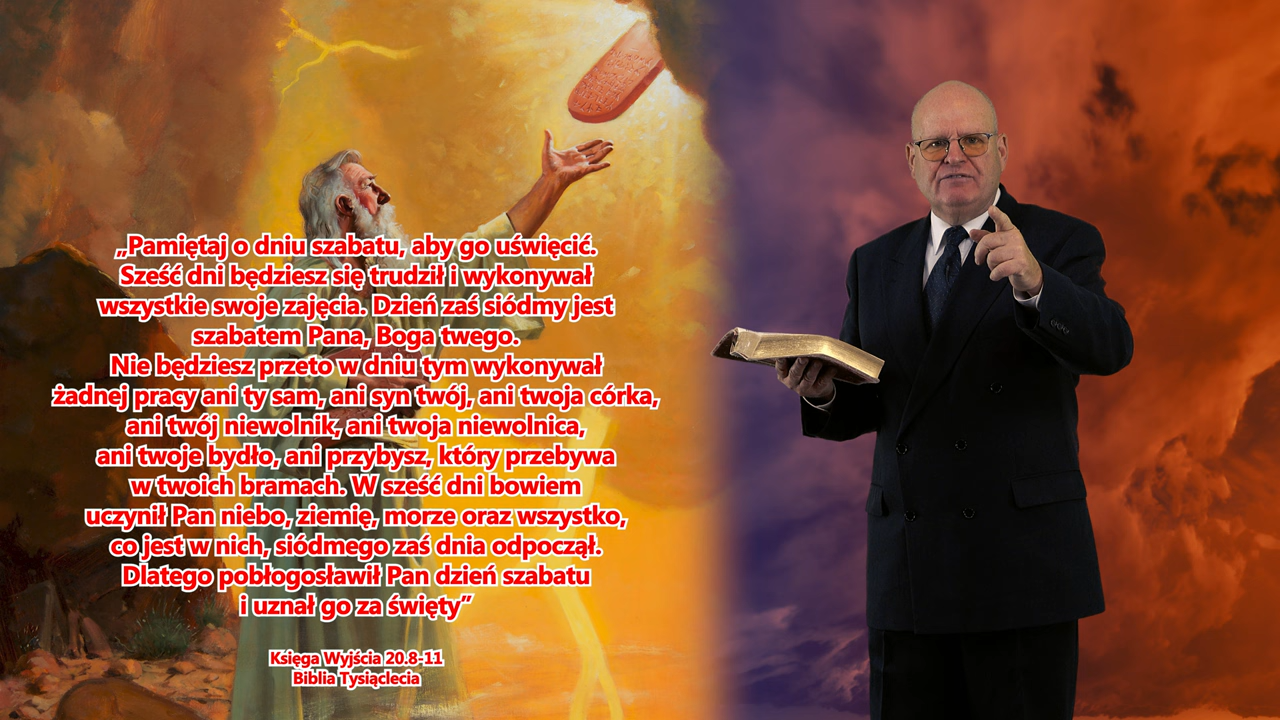 „Pamiętaj o dniu szabatu, aby go uświęcić.
Sześć dni będziesz się trudził i wykonywał
wszystkie swoje zajęcia. Dzień zaś siódmy jest
szabatem Pana, Boga twego.
Nie będziesz przeto w dniu tym wykonywał
żadnej pracy ani ty sam, ani syn twój, ani twoja córka,
ani twój niewolnik, ani twoja niewolnica,
ani twoje bydło, ani przybysz, który przebywa
w twoich bramach. W sześć dni bowiem
uczynił Pan niebo, ziemię, morze oraz wszystko,
co jest w nich, siódmego zaś dnia odpoczął.
Dlatego pobłogosławił Pan dzień szabatu
i uznał go za święty”
Księga Wyjścia 20.8-11
Biblia Tysiąclecia